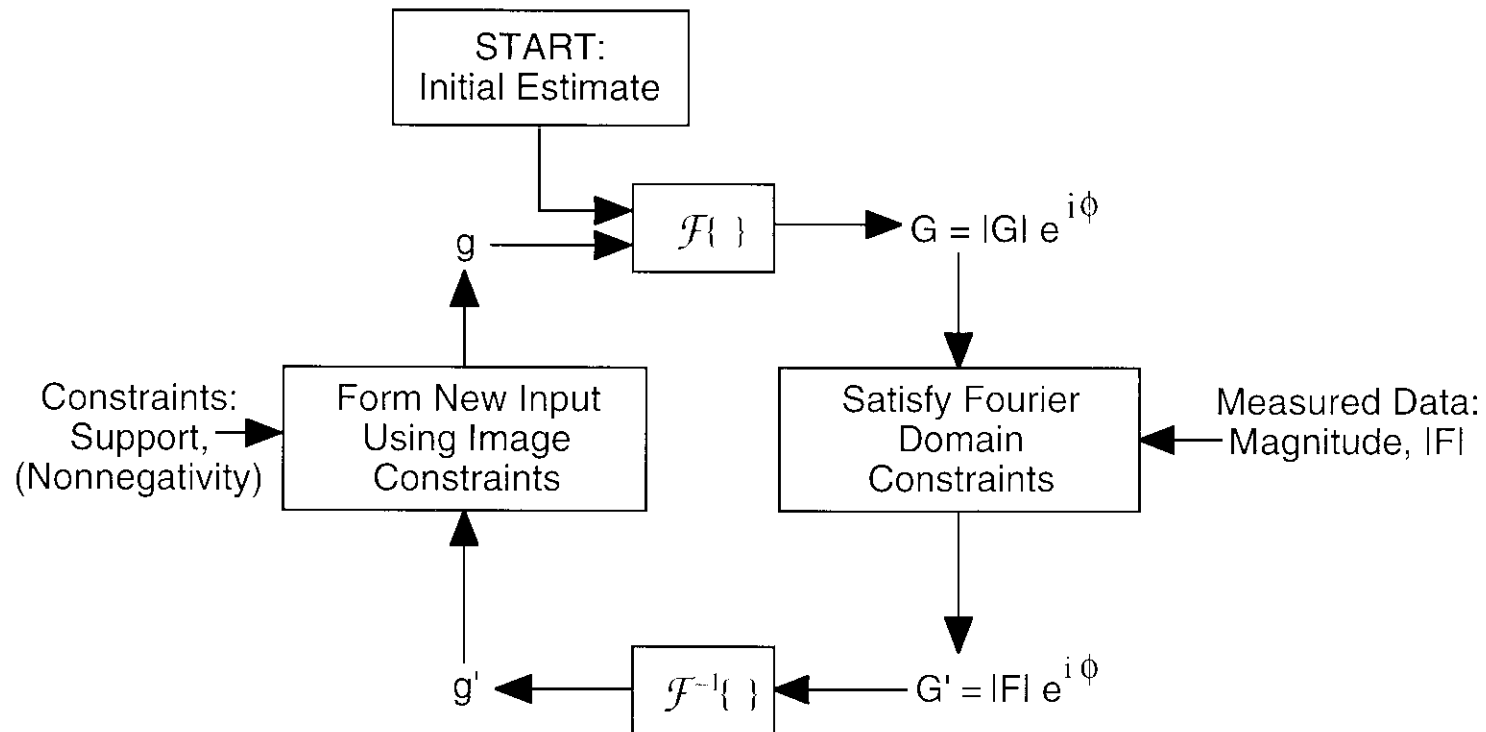 START:
Initial Estimate
ℱ{ }
G = |G| e^{iϕ}
g
Constraints:
Support,
(Nonnegativity)
Form New Input
Using Image
Constraints
Satisfy Fourier
Domain
Constraints
Measured Data:
Magnitude, |F|
g'
ℱ⁻¹{ }
G' = |F| e^{iϕ}